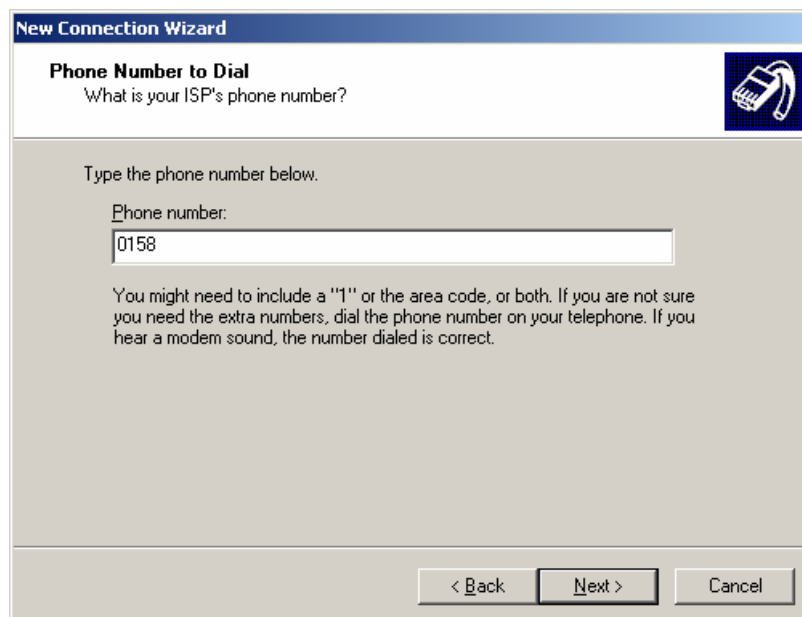 New Connection Wizard
Phone Number to Dial
What is your ISP's phone number?
Type the phone number below.
Phone number:
0158
You might need to include a "1" or the area code, or both. If you are not sure
you need the extra numbers, dial the phone number on your telephone. If you
hear a modem sound, the number dialed is correct.
< Back
Next >
Cancel